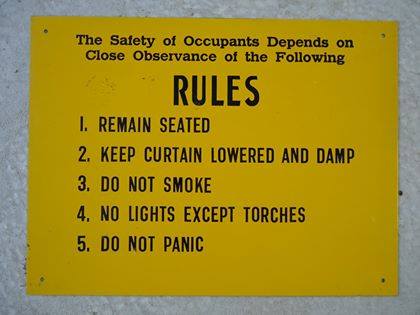 The Safety of Occupants Depends on
Close Observance of the Following
RULES
1. REMAIN SEATED
2. KEEP CURTAIN LOWERED AND DAMP
3. DO NOT SMOKE
4. NO LIGHTS EXCEPT TORCHES
5. DO NOT PANIC